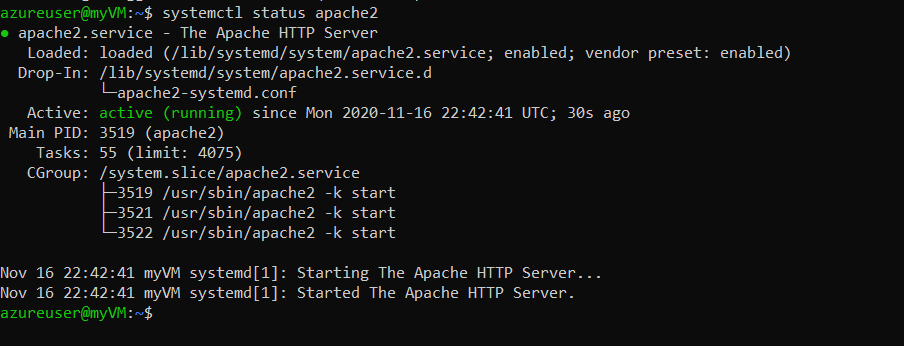 azureuser@myVM:~$ systemctl status apache2
● apache2.service - The Apache HTTP Server
   Loaded: loaded (/lib/systemd/system/apache2.service; enabled; vendor preset: enabled)
  Drop-In: /lib/systemd/system/apache2.service.d
           └─apache2-systemd.conf
   Active: active (running) since Mon 2020-11-16 22:42:41 UTC; 30s ago
 Main PID: 3519 (apache2)
    Tasks: 55 (limit: 4075)
   CGroup: /system.slice/apache2.service
           ├─3519 /usr/sbin/apache2 -k start
           ├─3521 /usr/sbin/apache2 -k start
           └─3522 /usr/sbin/apache2 -k start
Nov 16 22:42:41 myVM systemd[1]: Starting The Apache HTTP Server...
Nov 16 22:42:41 myVM systemd[1]: Started The Apache HTTP Server.
azureuser@myVM:~$